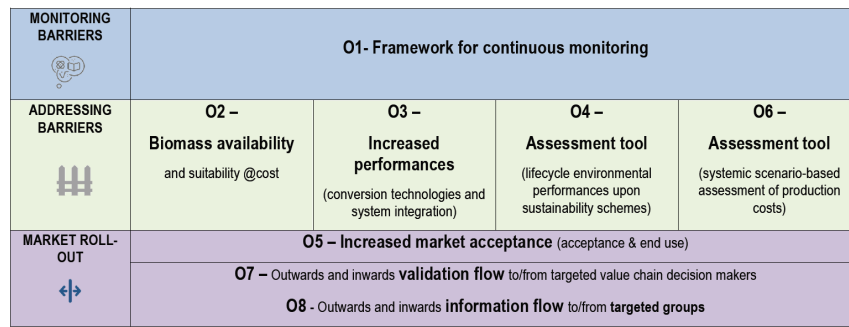 MONITORING
BARRIERS
O1- Framework for continuous monitoring
ADDRESSING
BARRIERS
O2 –
Biomass availability
and suitability @cost
O3 –
Increased
performances
(conversion technologies and
system integration)
O4 –
Assessment tool
(lifecycle environmental
performances upon
sustainability schemes)
O6 –
Assessment tool
(systemic scenario-based
assessment of production
costs)
MARKET ROLL-
OUT
O5 – Increased market acceptance (acceptance & end use)
O7 – Outwards and inwards validation flow to/from targeted value chain decision makers
O8 - Outwards and inwards information flow to/from targeted groups